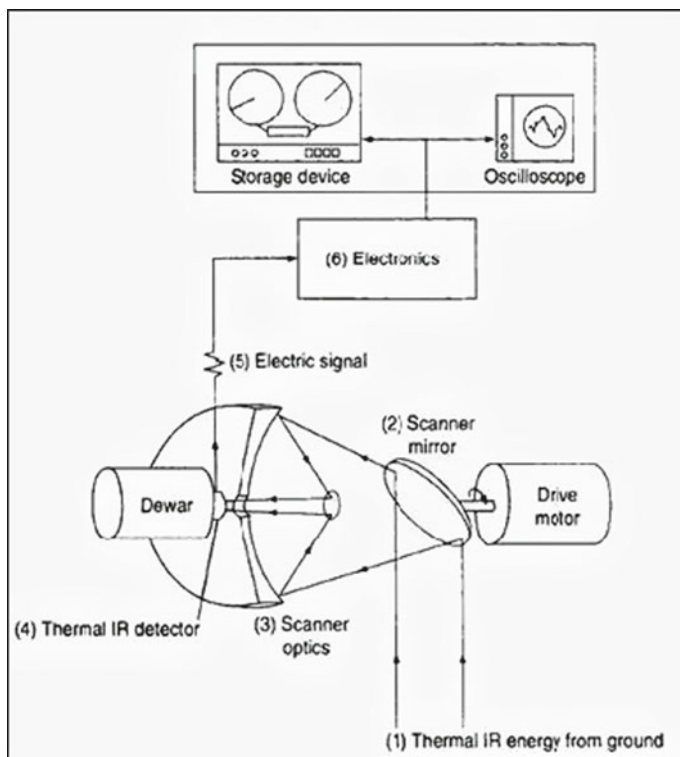 Storage device
Oscilloscope
(6) Electronics
(5) Electric signal
(2) Scanner
mirror
Dewar
Drive
motor
(4) Thermal IR detector
(3) Scanner
optics
(1) Thermal IR energy from ground